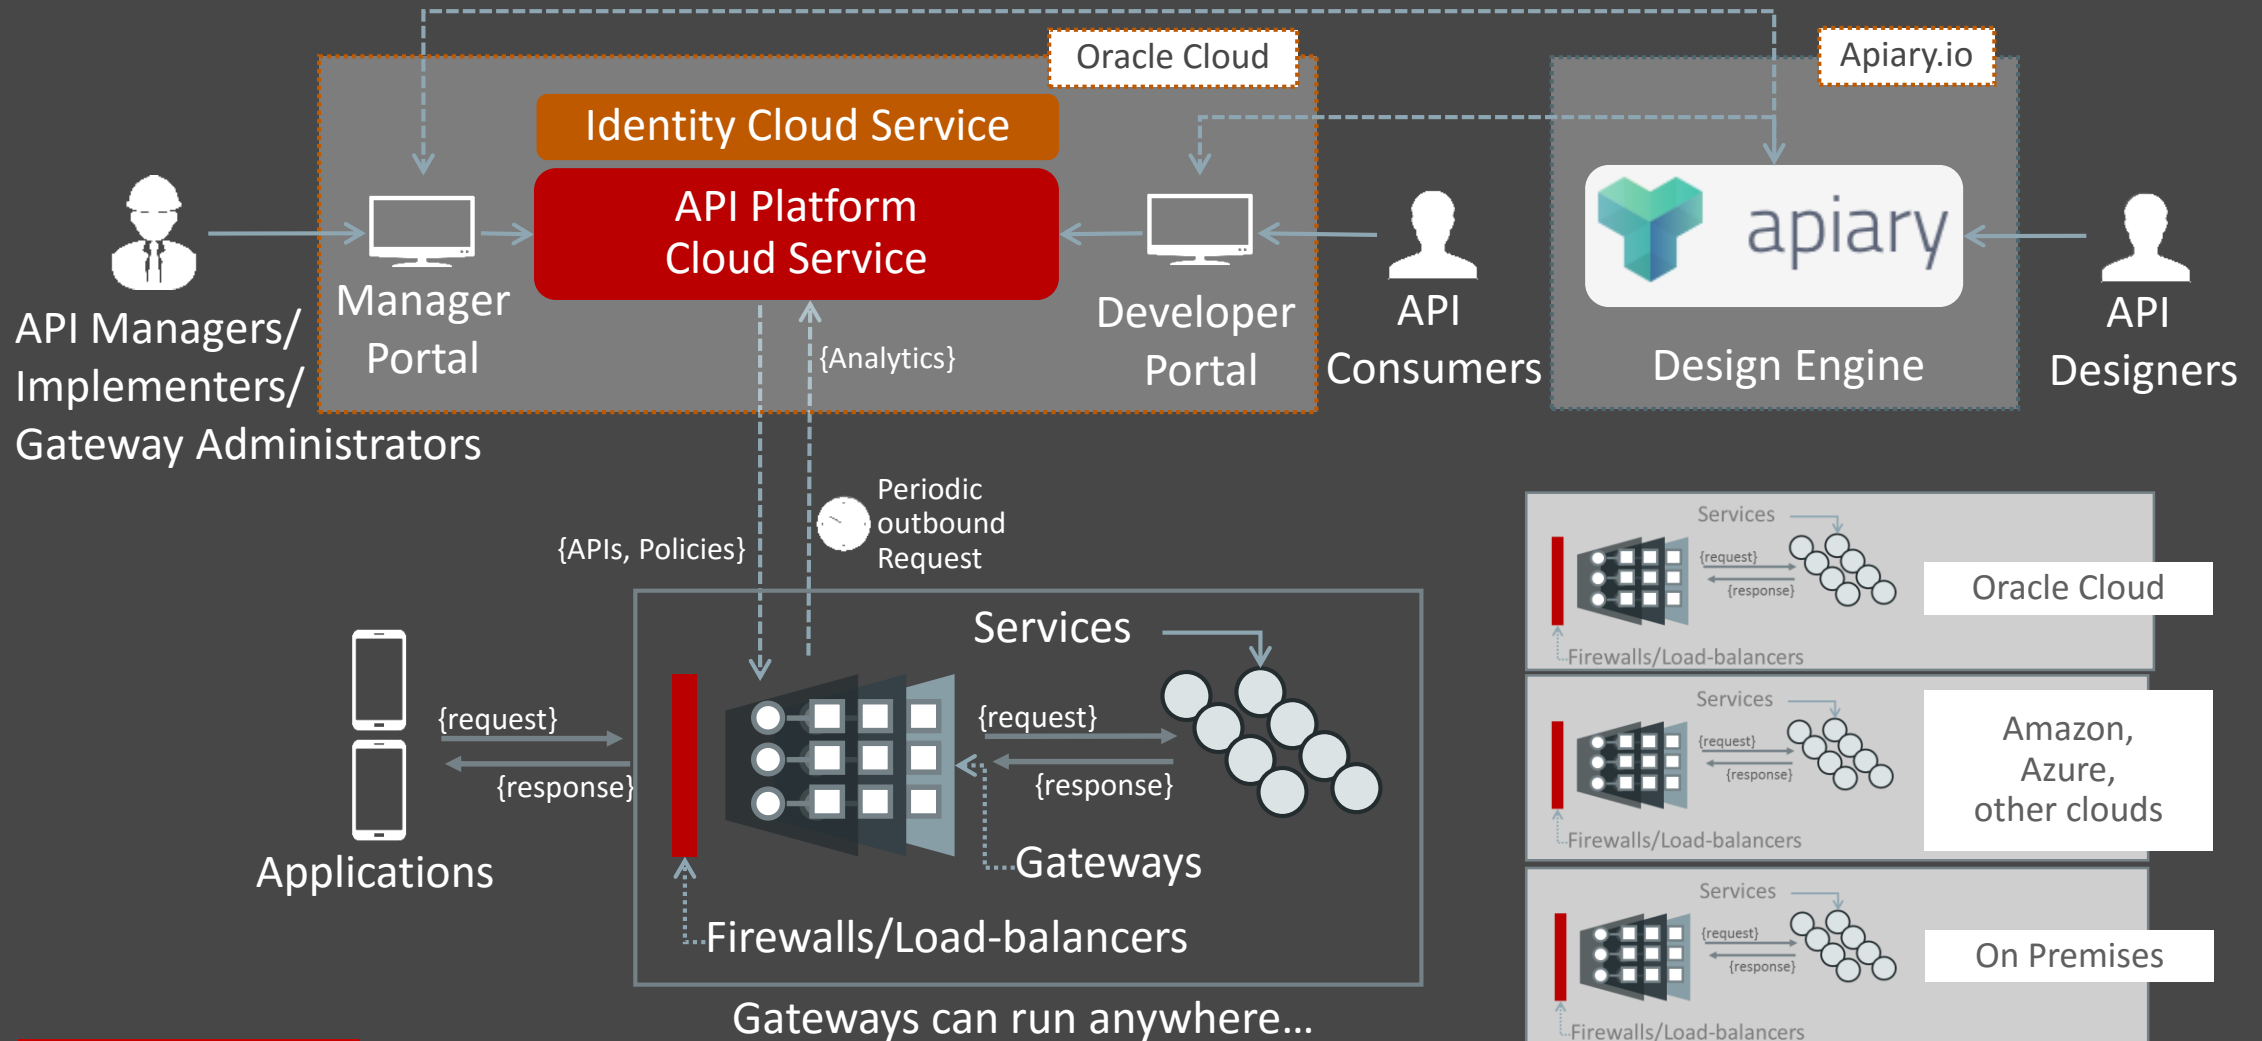 Oracle Cloud
Apiary.io
Identity Cloud Service
API Platform
Cloud Service
apiary
Manager
Portal
Developer
Portal
API
Consumers
Design Engine
API
Designers
API Managers/
Implementers/
Gateway Administrators
{Analytics}
Periodic
outbound
Request
{APIs, Policies}
Services
{request}
{response}
{request}
{response}
Applications
Gateways
Firewalls/Load-balancers
Gateways can run anywhere...
Services
{request}
{response}
Firewalls/Load-balancers
Oracle Cloud
Services
{request}
{response}
Firewalls/Load-balancers
Amazon,
Azure,
other clouds
Services
{request}
{response}
Firewalls/Load-balancers
On Premises